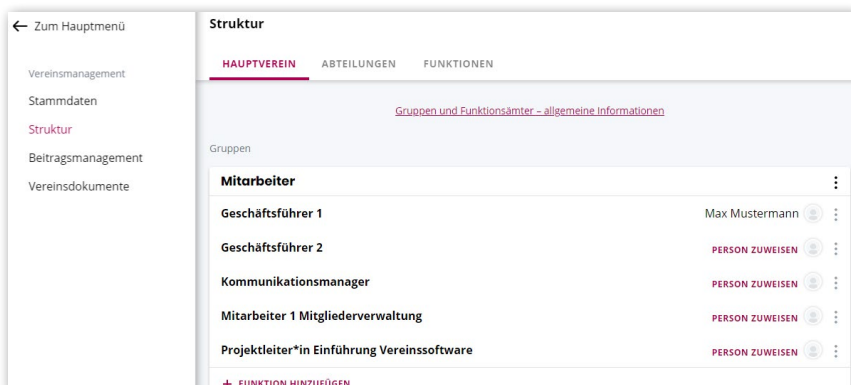 Zum Hauptmenü
Vereinsmanagement
Stammdaten
Struktur
Beitragsmanagement
Vereinsdokumente
Struktur
HAUPTVEREIN ABTEILUNGEN FUNKTIONEN
Gruppen und Funktionsämter – allgemeine Informationen
Gruppen
Mitarbeiter
Geschäftsführer 1 Max Mustermann
Geschäftsführer 2 PERSON ZUWEISEN
Kommunikationsmanager PERSON ZUWEISEN
Mitarbeiter 1 Mitgliederverwaltung PERSON ZUWEISEN
Projektleiter*in Einführung Vereinssoftware PERSON ZUWEISEN
+ FUNKTION HINZUFÜGEN